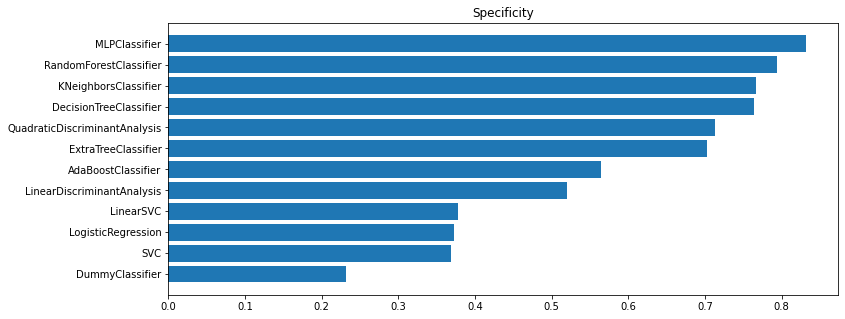 Specificity
MLPClassifier
RandomForestClassifier
KNeighborsClassifier
DecisionTreeClassifier
QuadraticDiscriminantAnalysis
ExtraTreeClassifier
AdaBoostClassifier
LinearDiscriminantAnalysis
LinearSVC
LogisticRegression
SVC
DummyClassifier
0.0 0.1 0.2 0.3 0.4 0.5 0.6 0.7 0.8